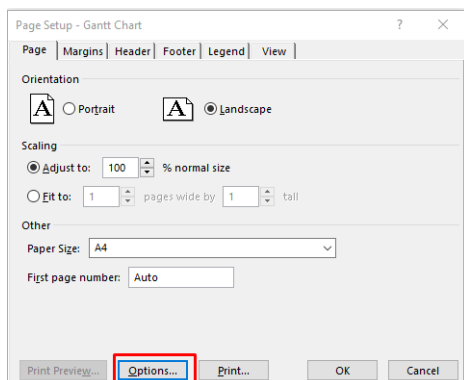 Page Setup - Gantt Chart ? ×
Page Margins Header Footer Legend View
Orientation
A Portrait A Landscape
Scaling
Adjust to: 100 % normal size
Fit to: 1 pages wide by 1 tall
Other
Paper Size: A4
First page number: Auto
Print Preview... Options... Print... OK Cancel